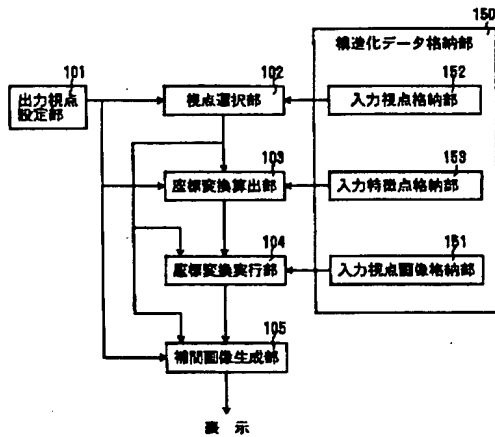 150
構造化データ格納部
101
出力視点
設定部
102
視点選択部
152
入力視点格納部
103
座標変換算出部
153
入力特徴点格納部
104
座標変換実行部
151
入力視点画像格納部
105
補間画像生成部
表 示